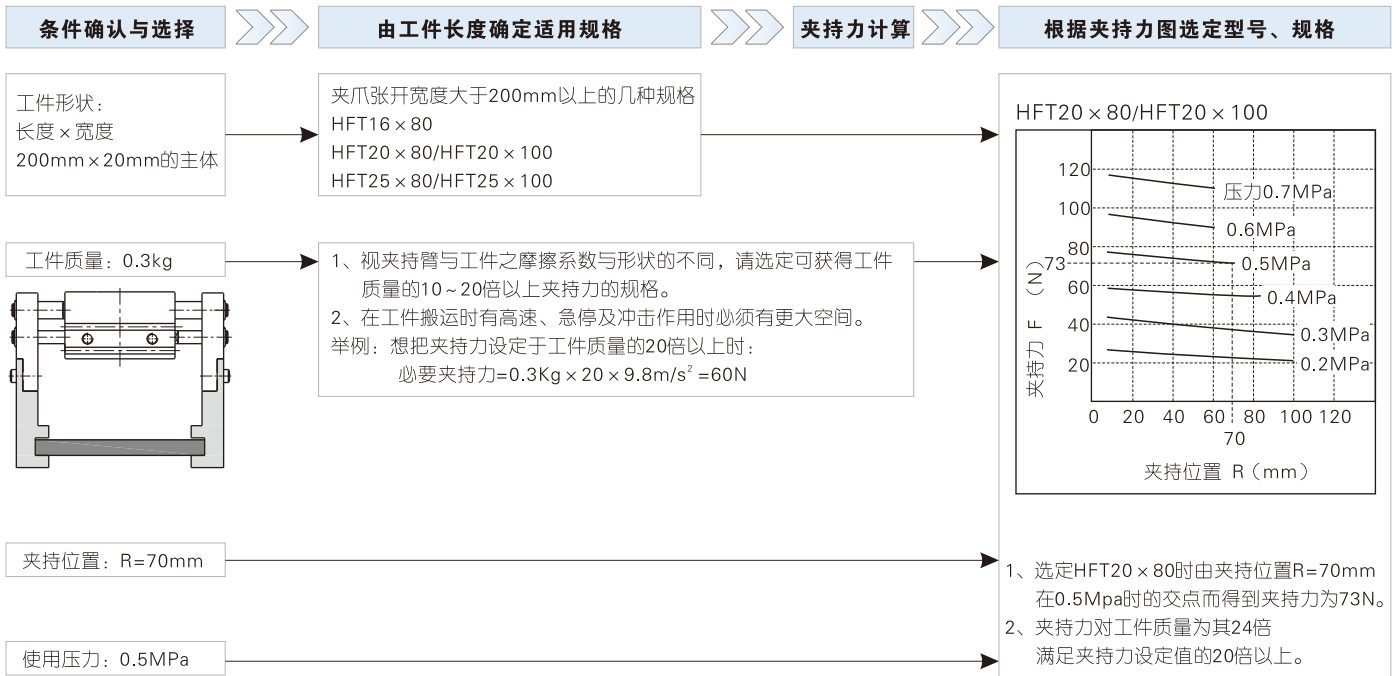 条件确认与选择
由工件长度确定适用规格
夹持力计算
根据夹持力图选定型号、规格
工件形状：
长度×宽度
200mm×20mm的主体
夹爪张开宽度大于200mm以上的几种规格
HFT16×80
HFT20×80/HFT20×100
HFT25×80/HFT25×100
工件质量：0.3kg
1、视夹持臂与工件之摩擦系数与形状的不同，请选定可获得工件
质量的10~20倍以上夹持力的规格。
2、在工件搬运时有高速、急停及冲击作用时必须有更大空间。
举例：想把夹持力设定于工件质量的20倍以上时：
必要夹持力=0.3Kg×20×9.8m/s²=60N
夹持位置：R=70mm
使用压力：0.5MPa
HFT20×80/HFT20×100
夹持力 F （N）
120
100
80
73
60
40
20
压力0.7MPa
0.6MPa
0.5MPa
0.4MPa
0.3MPa
0.2MPa
0 20 40 60 80 100 120
70
夹持位置 R（mm）
1、选定HFT20×80时由夹持位置R=70mm
在0.5Mpa时的交点而得到夹持力为73N。
2、夹持力对工件质量为其24倍
满足夹持力设定值的20倍以上。